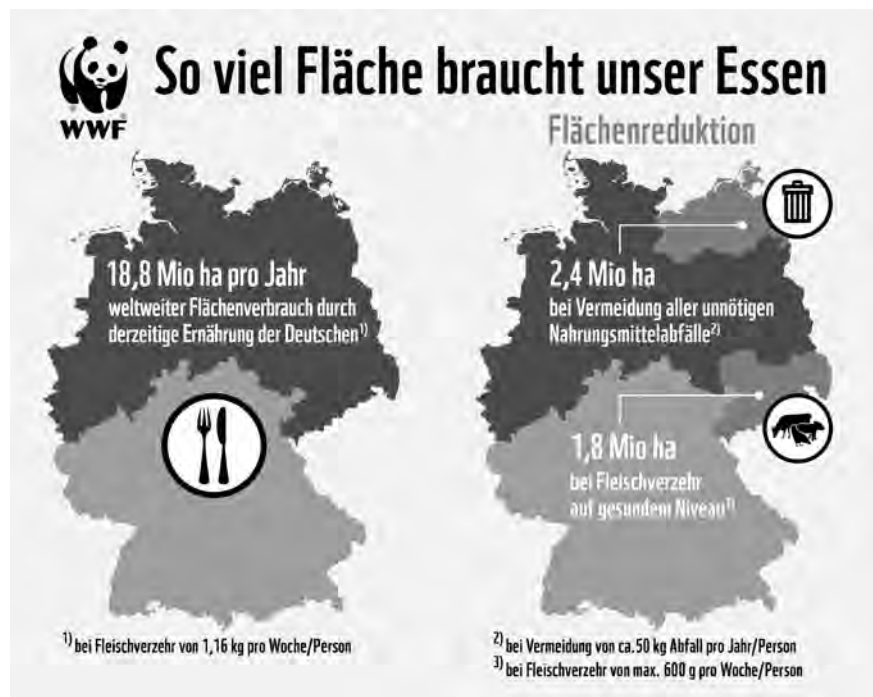 So viel Fläche braucht unser Essen
WWF
Flächenreduktion
18,8 Mio ha pro Jahr
weltweiter Flächenverbrauch durch
derzeitige Ernährung der Deutschen¹⁾
2,4 Mio ha
bei Vermeidung aller unnötigen
Nahrungsmittelabfälle²⁾
1,8 Mio ha
bei Fleischverzehr
auf gesundem Niveau³⁾
¹⁾ bei Fleischverzehr von 1,16 kg pro Woche/Person
²⁾ bei Vermeidung von ca.50 kg Abfall pro Jahr/Person
³⁾ bei Fleischverzehr von max. 600 g pro Woche/Person